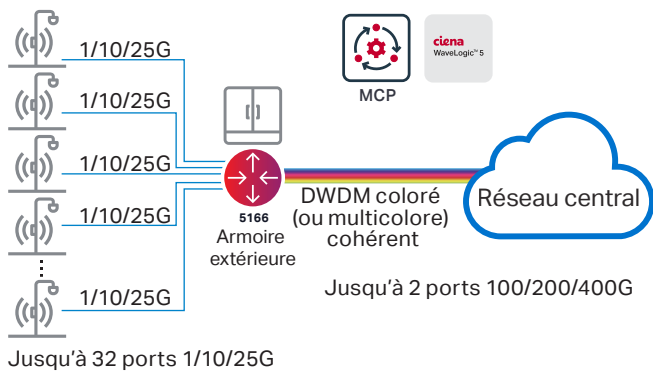 1/10/25G
1/10/25G
1/10/25G
1/10/25G
1/10/25G
Jusqu'à 32 ports 1/10/25G
MCP
ciena
WaveLogic™ 5
5166
Armoire
extérieure
DWDM coloré
(ou multicolore)
cohérent
Réseau central
Jusqu'à 2 ports 100/200/400G